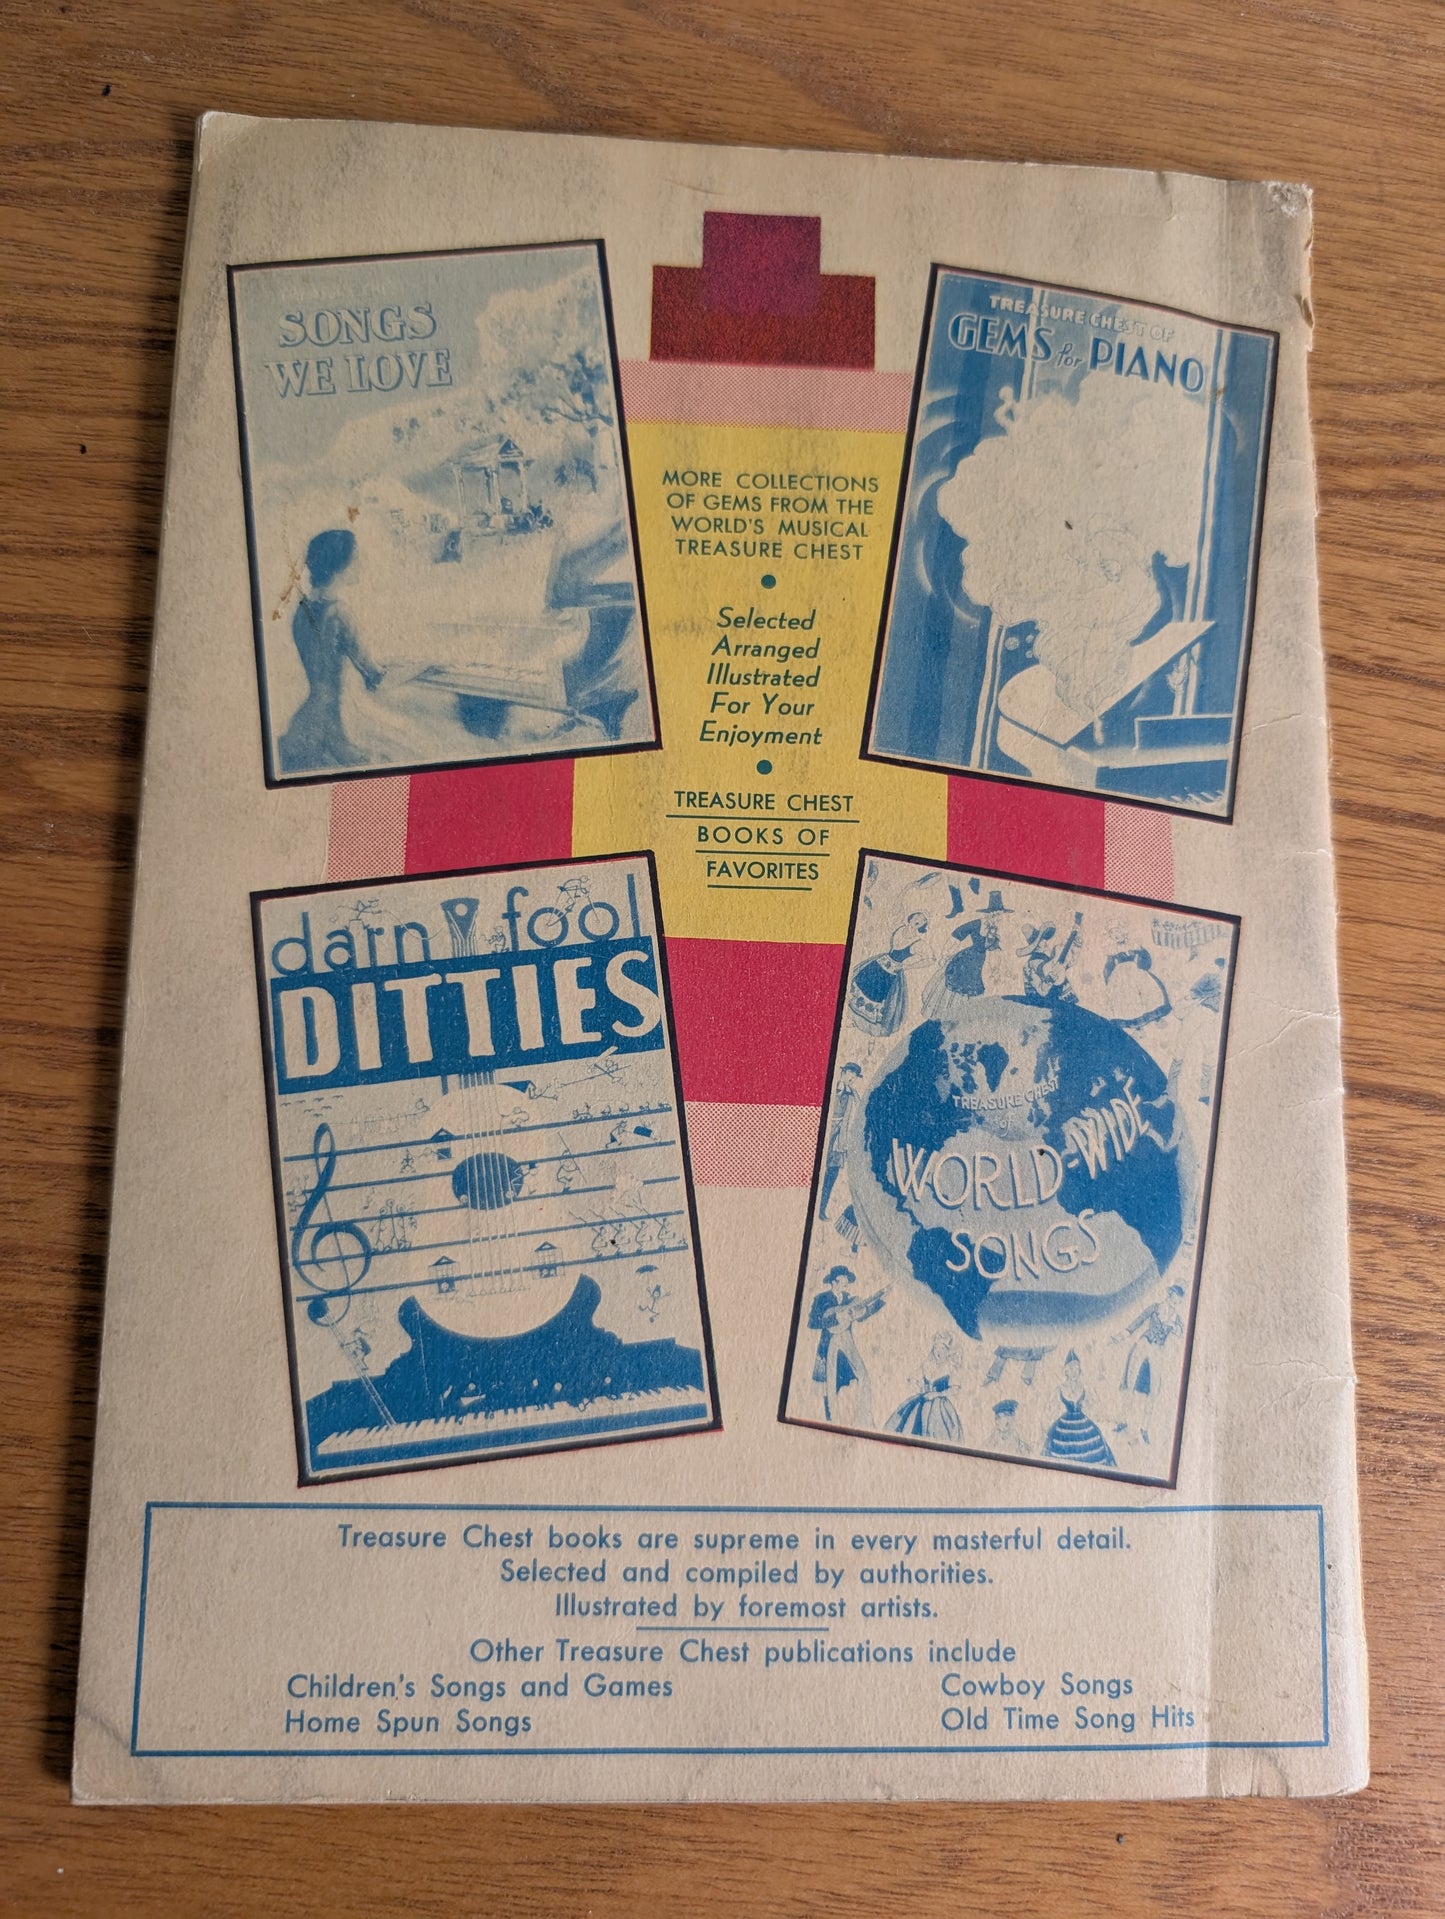 SONGS
WE LOVE
TREASURE CHEST OF
GEMS for PIANO
MORE COLLECTIONS
OF GEMS FROM THE
WORLD'S MUSICAL
TREASURE CHEST
Selected
Arranged
Illustrated
For Your
Enjoyment
TREASURE CHEST
BOOKS OF
FAVORITES
darn fool
DITTIES
TREASURE CHEST
of
WORLD-WIDE
SONGS
Treasure Chest books are supreme in every masterful detail.
Selected and compiled by authorities.
Illustrated by foremost artists.
Other Treasure Chest publications include
Children's Songs and Games
Cowboy Songs
Home Spun Songs
Old Time Song Hits